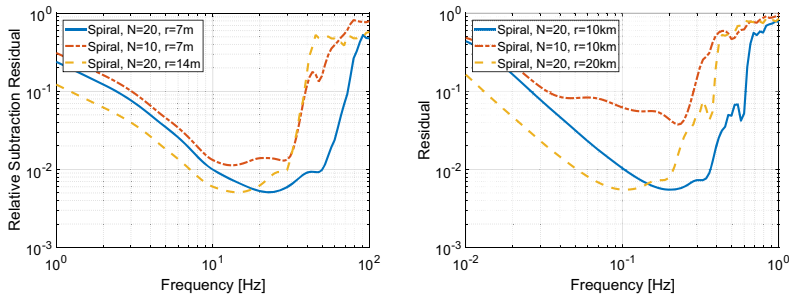 Relative Subtraction Residual
10^0
10^-1
10^-2
10^-3
Spiral, N=20, r=7m
Spiral, N=10, r=7m
Spiral, N=20, r=14m
10^0
10^1
10^2
Frequency [Hz]
Residual
10^0
10^-1
10^-2
10^-3
Spiral, N=20, r=10km
Spiral, N=10, r=10km
Spiral, N=20, r=20km
10^-2
10^-1
10^0
Frequency [Hz]